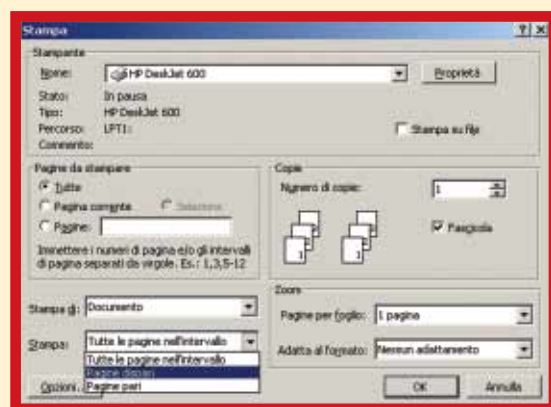 Stampa
Stampante
Nome: HP DeskJet 600 Proprietà
Stato: In pausa
Tipo: HP DeskJet 600
Percorso: LPT1:
Commento:
Stampa su file
Pagine da stampare
Tutte
Pagina corrente Selezione
Pagine:
Immettere i numeri di pagina e/o gli intervalli
di pagina separati da virgole. Es.: 1,3,5-12
Copie
Numero di copie: 1
Fascicola
Stampa di: Documento
Stampa: Tutte le pagine nell'intervallo
Tutte le pagine nell'intervallo
Pagine dispari
Pagine pari
Zoom
Pagine per foglio: 1 pagina
Adatta al formato: Nessun adattamento
Opzioni... OK Annulla